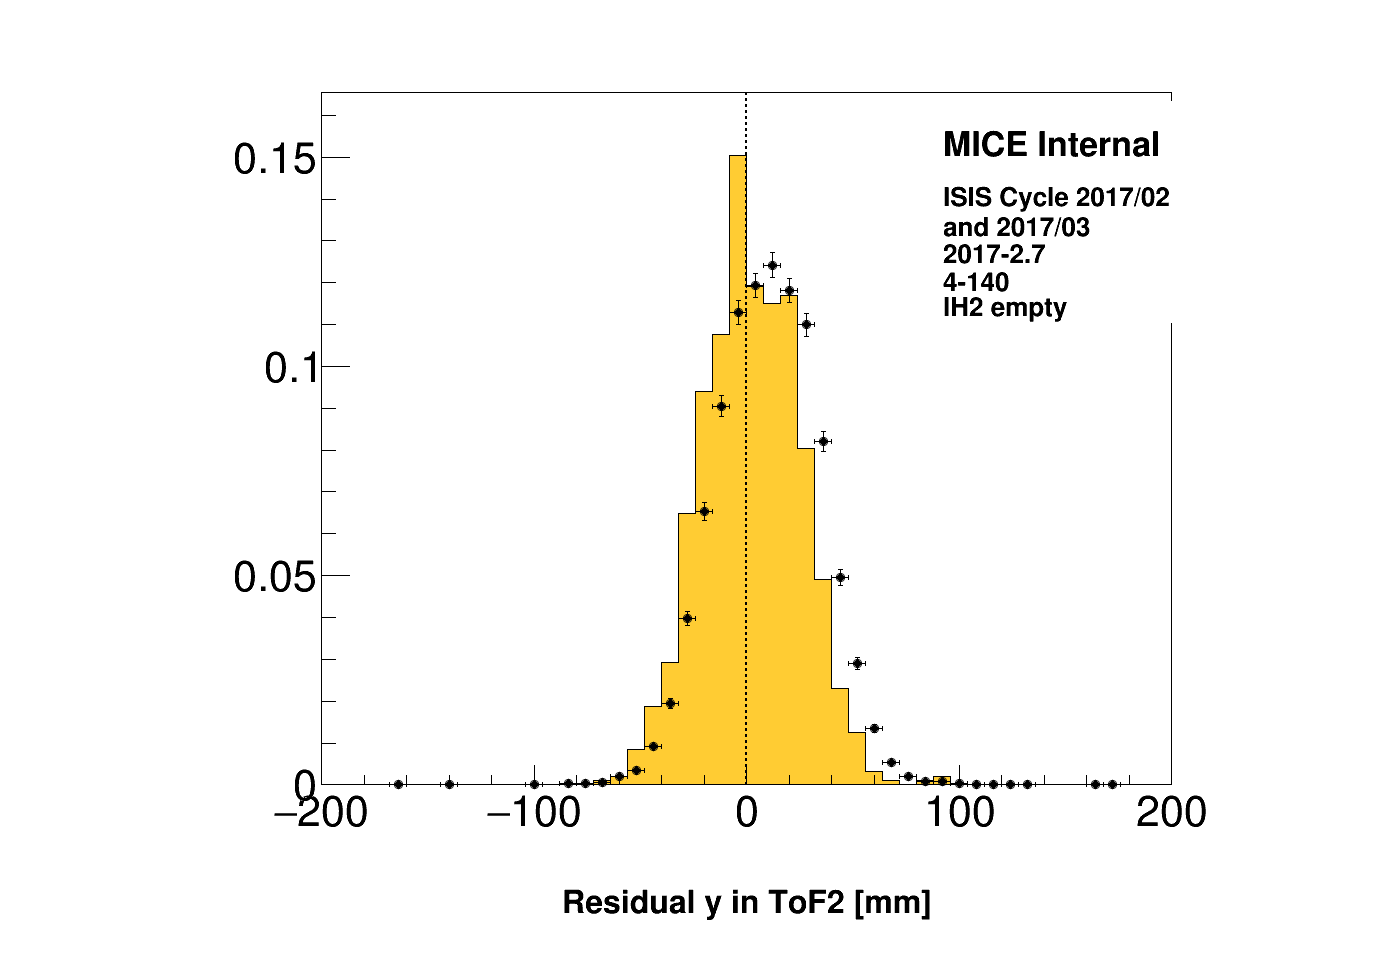 MICE Internal
ISIS Cycle 2017/02
and 2017/03
2017-2.7
4-140
IH2 empty
0.15
0.1
0.05
0
−200 −100 0 100 200
Residual y in ToF2 [mm]